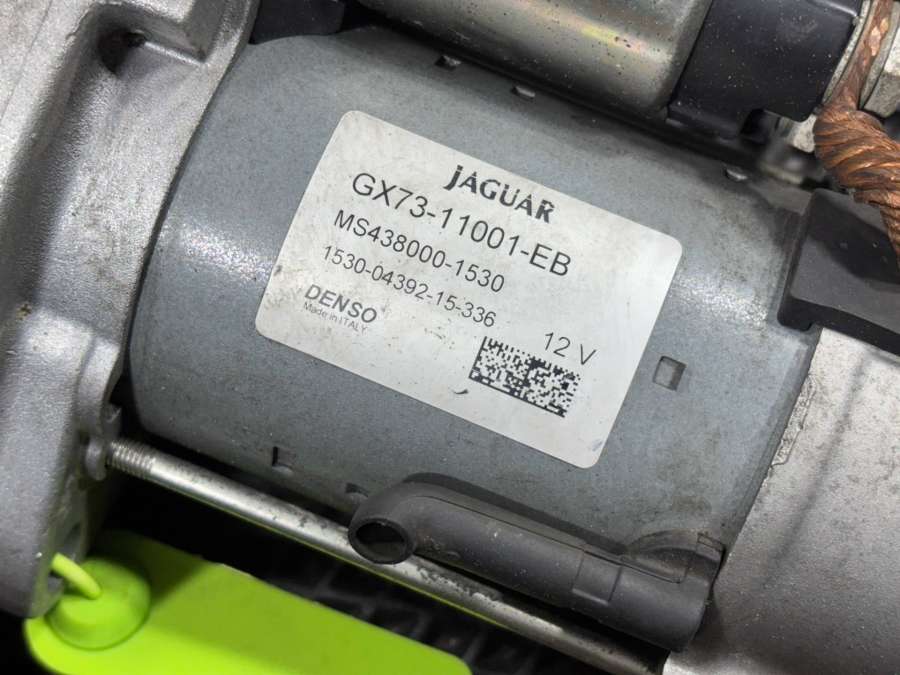 JAGUAR
GX73-11001-EB
MS438000-1530
1530-04392-15-336
DENSO
Made in ITALY
12 V